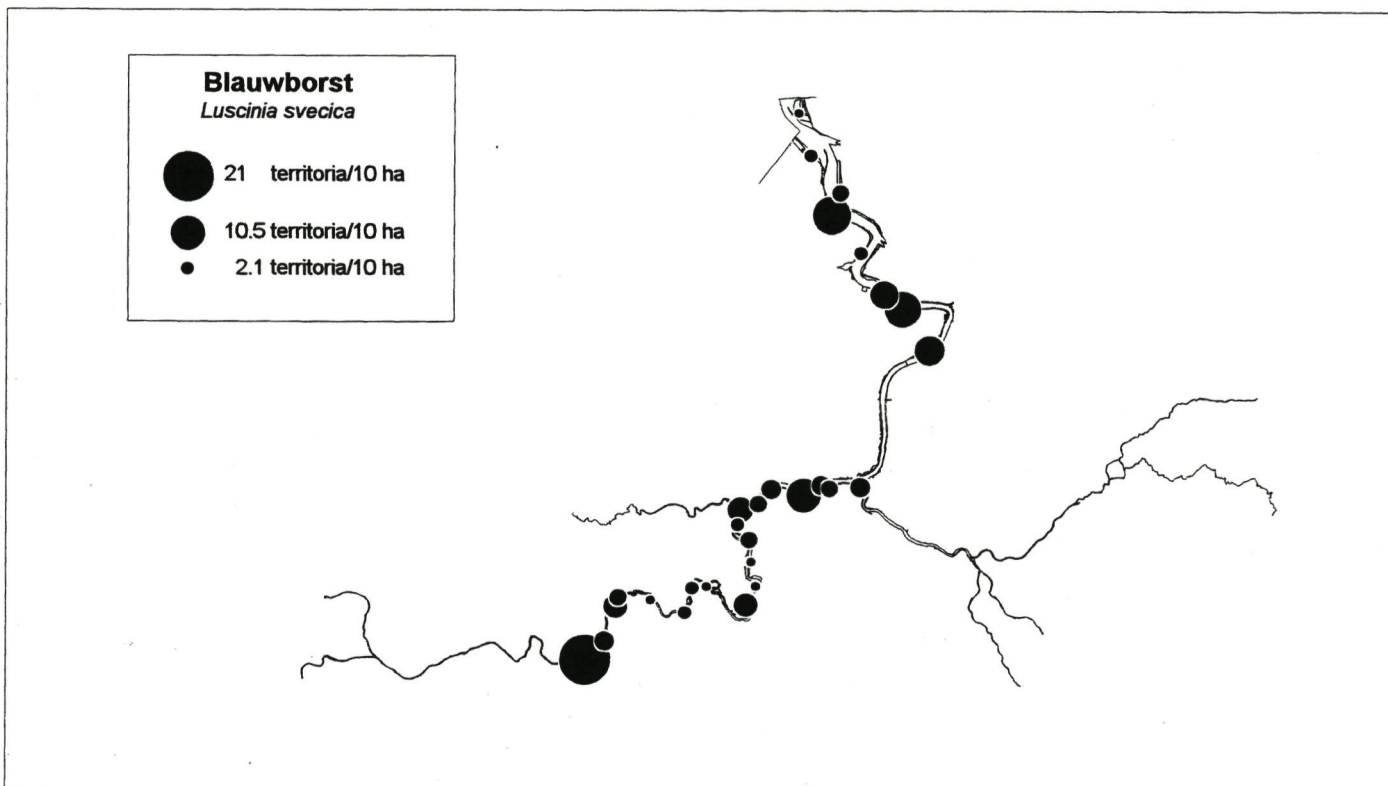 Blauwborst
Luscinia svecica
21 territoria/10 ha
10.5 territoria/10 ha
2.1 territoria/10 ha